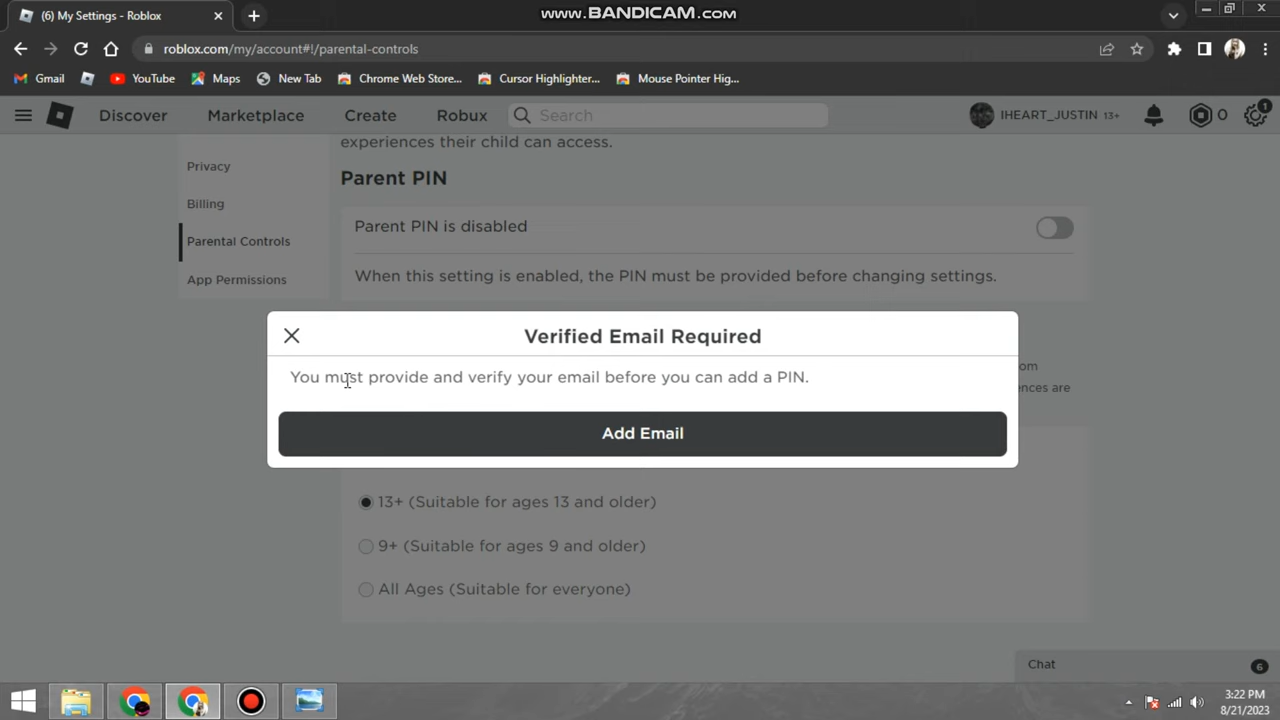 www.BANDICAM.com
(6) My Settings - Roblox
roblox.com/my/account#!/parental-controls
Gmail YouTube Maps New Tab Chrome Web Store... Cursor Highlighter... Mouse Pointer Hig...
Discover Marketplace Create Robux Search IHEART_JUSTIN 13+ 0 1
experiences their child can access.
Privacy
Billing
Parental Controls
App Permissions
Parent PIN
Parent PIN is disabled
When this setting is enabled, the PIN must be provided before changing settings.
Verified Email Required
You must provide and verify your email before you can add a PIN.
Add Email
om
ences are
13+ (Suitable for ages 13 and older)
9+ (Suitable for ages 9 and older)
All Ages (Suitable for everyone)
Chat 6
3:22 PM
8/21/2023